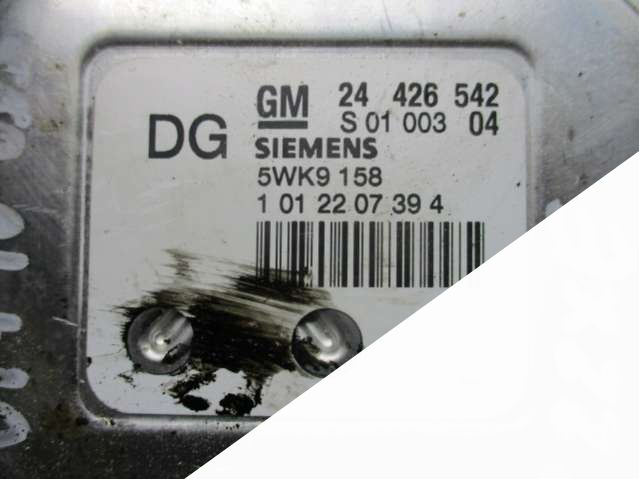 DG GM 24 426 542
S 01 003 04
SIEMENS
5WK9 158
1 01 22 07 39 4